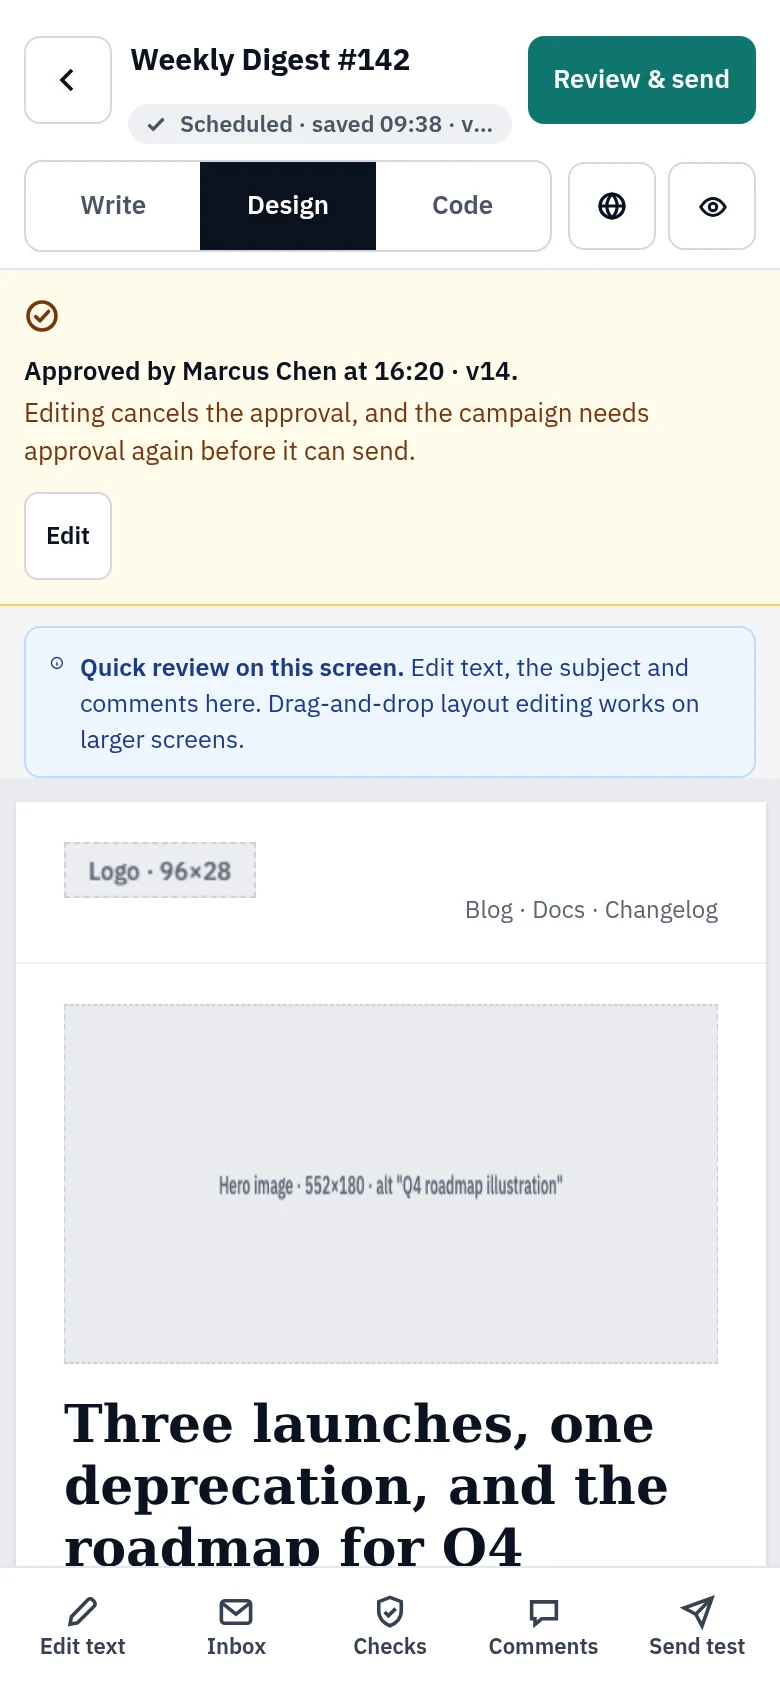 Weekly Digest #142
Review & send
Scheduled · saved 09:38 · v...
Write
Design
Code
Approved by Marcus Chen at 16:20 · v14.
Editing cancels the approval, and the campaign needs
approval again before it can send.
Edit
Quick review on this screen. Edit text, the subject and
comments here. Drag-and-drop layout editing works on
larger screens.
Logo · 96×28
Blog · Docs · Changelog
Hero image · 552×180 · alt "Q4 roadmap illustration"
Three launches, one
deprecation, and the
roadmap for Q4
Edit text
Inbox
Checks
Comments
Send test